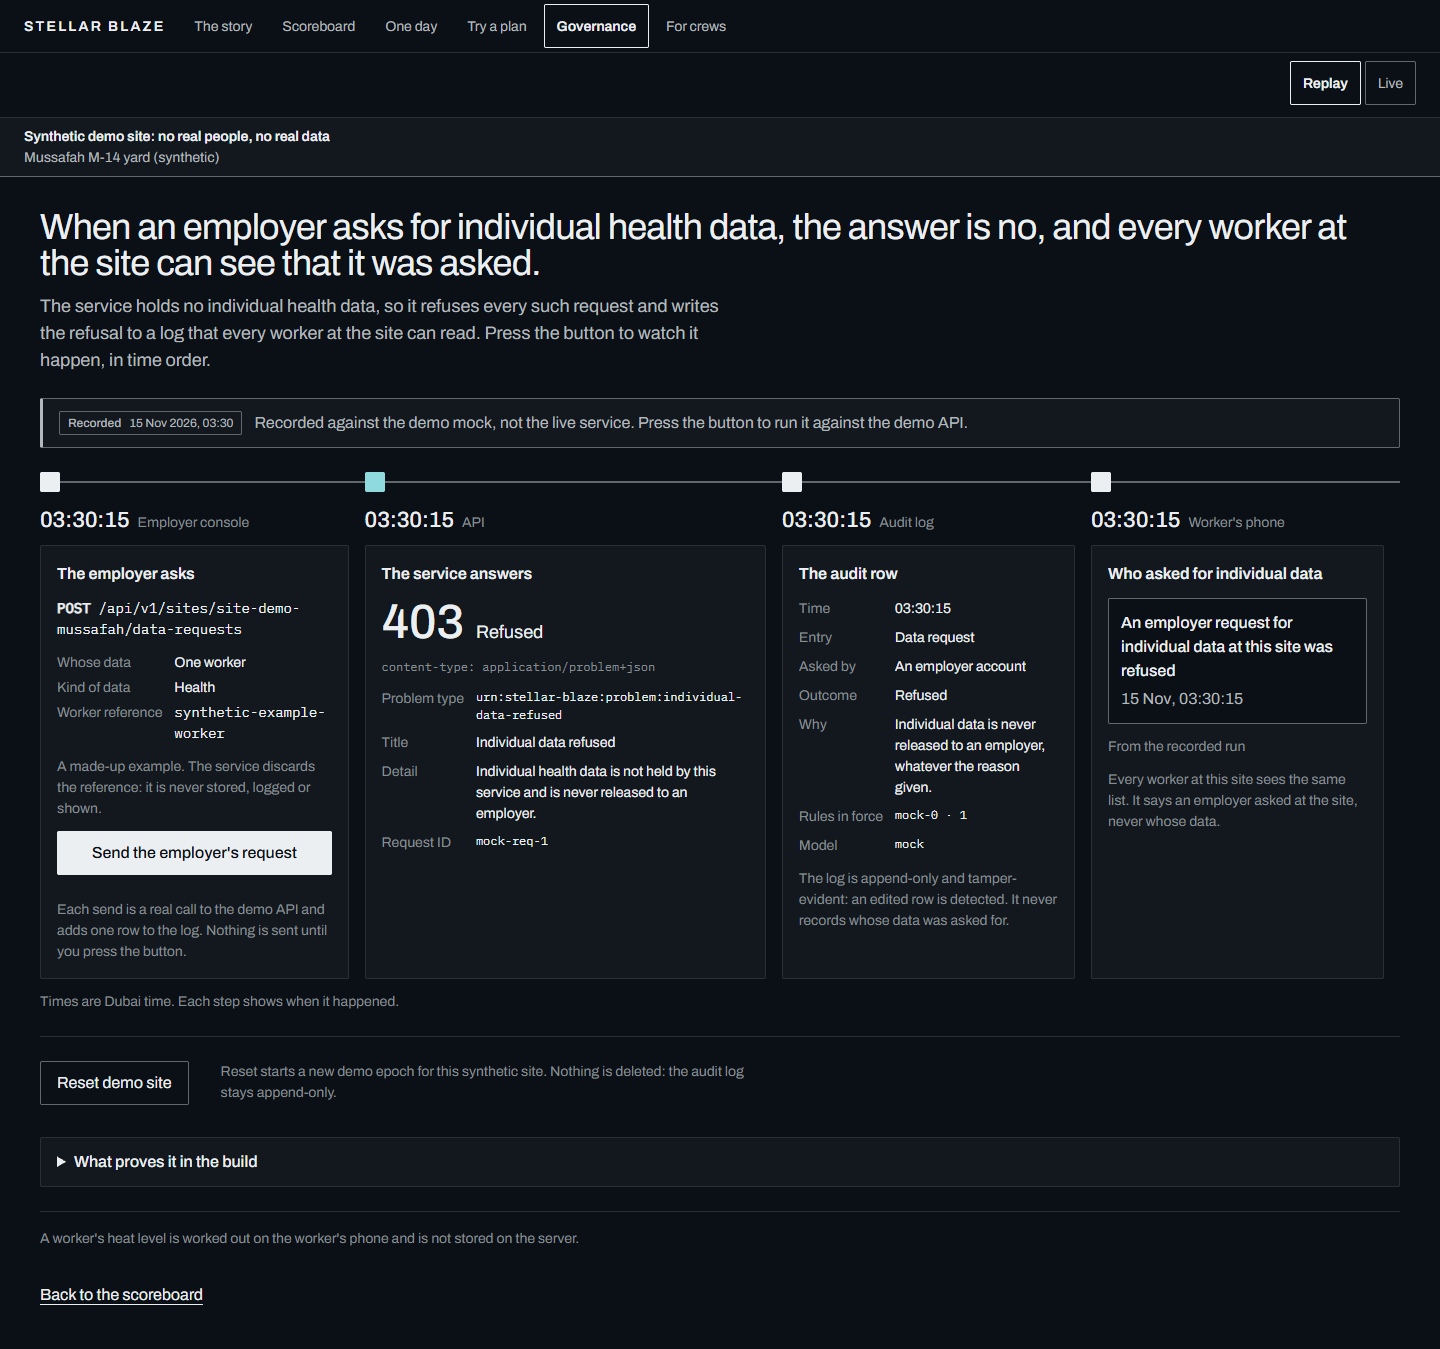 STELLAR BLAZE
The story
Scoreboard
One day
Try a plan
Governance
For crews
Replay
Live
Synthetic demo site: no real people, no real data
Mussafah M-14 yard (synthetic)
When an employer asks for individual health data, the answer is no, and every worker at
the site can see that it was asked.
The service holds no individual health data, so it refuses every such request and writes
the refusal to a log that every worker at the site can read. Press the button to watch it
happen, in time order.
Recorded 15 Nov 2026, 03:30
Recorded against the demo mock, not the live service. Press the button to run it against the demo API.
03:30:15 Employer console
The employer asks
POST /api/v1/sites/site-demo-
mussafah/data-requests
Whose data One worker
Kind of data Health
Worker reference synthetic-example-
worker
A made-up example. The service discards
the reference: it is never stored, logged or
shown.
Send the employer's request
Each send is a real call to the demo API and
adds one row to the log. Nothing is sent until
you press the button.
03:30:15 API
The service answers
403 Refused
content-type: application/problem+json
Problem type urn:stellar-blaze:problem:individual-
data-refused
Title Individual data refused
Detail Individual health data is not held by this
service and is never released to an
employer.
Request ID mock-req-1
03:30:15 Audit log
The audit row
Time 03:30:15
Entry Data request
Asked by An employer account
Outcome Refused
Why Individual data is never
released to an employer,
whatever the reason
given.
Rules in force mock-0 · 1
Model mock
The log is append-only and tamper-
evident: an edited row is detected. It never
records whose data was asked for.
03:30:15 Worker's phone
Who asked for individual data
An employer request for
individual data at this site was
refused
15 Nov, 03:30:15
From the recorded run
Every worker at this site sees the same
list. It says an employer asked at the site,
never whose data.
Times are Dubai time. Each step shows when it happened.
Reset demo site
Reset starts a new demo epoch for this synthetic site. Nothing is deleted: the audit log
stays append-only.
What proves it in the build
A worker's heat level is worked out on the worker's phone and is not stored on the server.
Back to the scoreboard